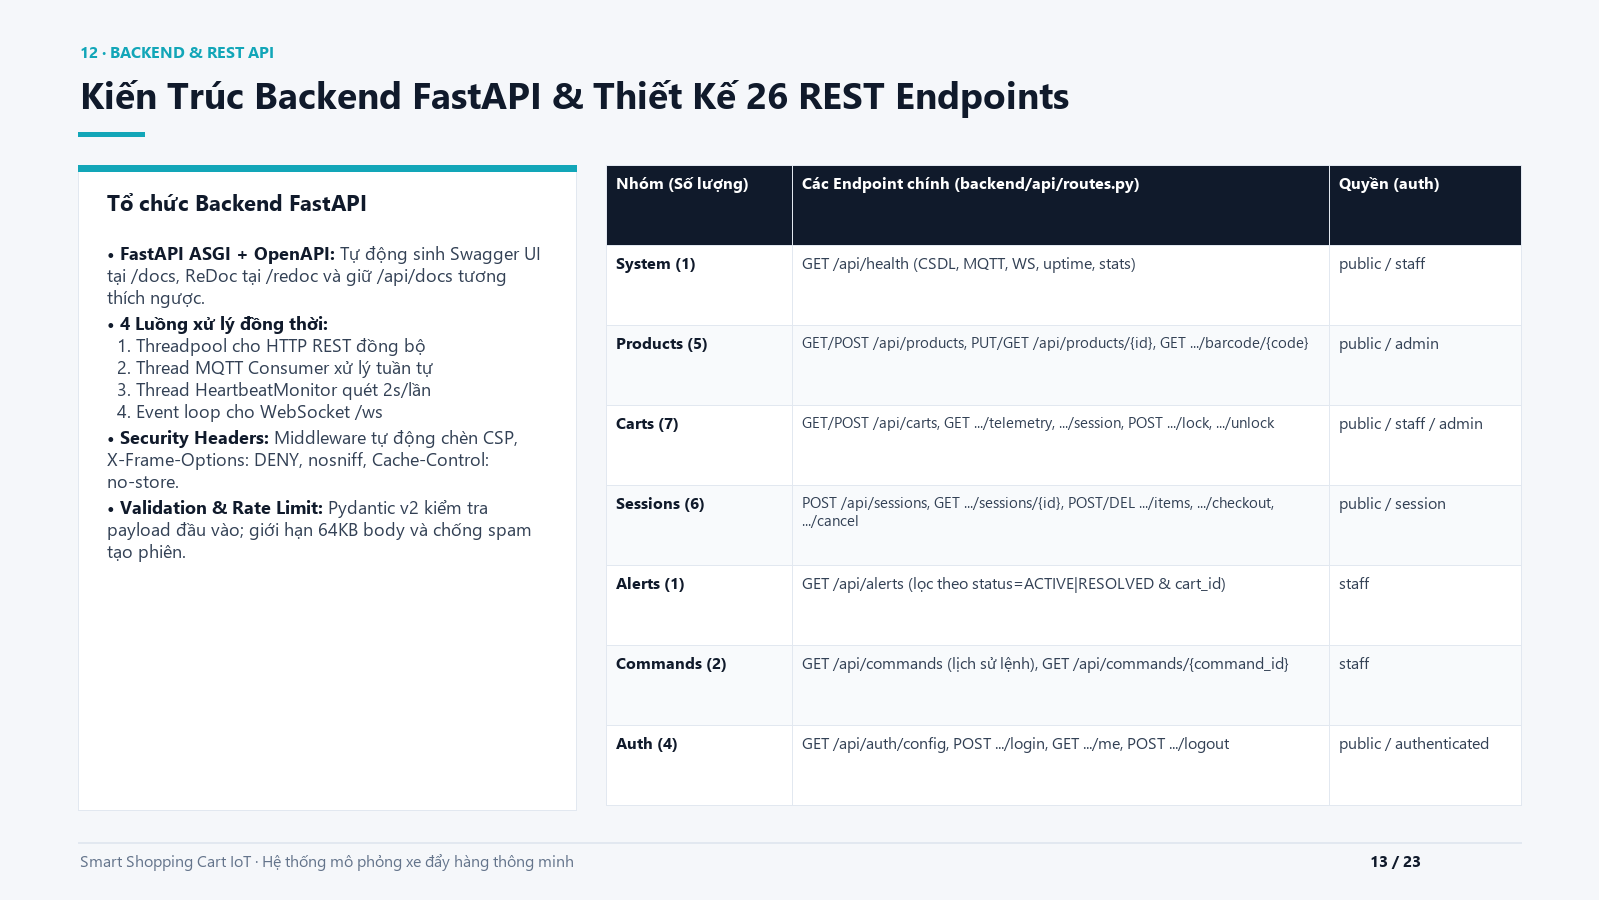 12 · BACKEND & REST API
Kiến Trúc Backend FastAPI & Thiết Kế 26 REST Endpoints
Tổ chức Backend FastAPI
• FastAPI ASGI + OpenAPI: Tự động sinh Swagger UI
tại /docs, ReDoc tại /redoc và giữ /api/docs tương
thích ngược.
• 4 Luồng xử lý đồng thời:
1. Threadpool cho HTTP REST đồng bộ
2. Thread MQTT Consumer xử lý tuần tự
3. Thread HeartbeatMonitor quét 2s/lần
4. Event loop cho WebSocket /ws
• Security Headers: Middleware tự động chèn CSP,
X-Frame-Options: DENY, nosniff, Cache-Control:
no-store.
• Validation & Rate Limit: Pydantic v2 kiểm tra
payload đầu vào; giới hạn 64KB body và chống spam
tạo phiên.
Nhóm (Số lượng) Các Endpoint chính (backend/api/routes.py) Quyền (auth)
System (1) GET /api/health (CSDL, MQTT, WS, uptime, stats) public / staff
Products (5) GET/POST /api/products, PUT/GET /api/products/{id}, GET .../barcode/{code} public / admin
Carts (7) GET/POST /api/carts, GET .../telemetry, .../session, POST .../lock, .../unlock public / staff / admin
Sessions (6) POST /api/sessions, GET .../sessions/{id}, POST/DEL .../items, .../checkout, public / session
.../cancel
Alerts (1) GET /api/alerts (lọc theo status=ACTIVE|RESOLVED & cart_id) staff
Commands (2) GET /api/commands (lịch sử lệnh), GET /api/commands/{command_id} staff
Auth (4) GET /api/auth/config, POST .../login, GET .../me, POST .../logout public / authenticated
Smart Shopping Cart IoT · Hệ thống mô phỏng xe đẩy hàng thông minh
13 / 23